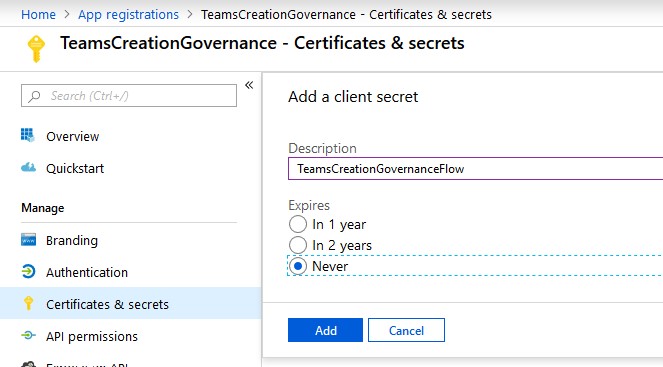 Home > App registrations > TeamsCreationGovernance - Certificates & secrets
TeamsCreationGovernance - Certificates & secrets
Search (Ctrl+/)
«
Overview
Quickstart
Manage
Branding
Authentication
Certificates & secrets
API permissions
Add a client secret
Description
TeamsCreationGovernanceFlow
Expires
In 1 year
In 2 years
Never
Add
Cancel